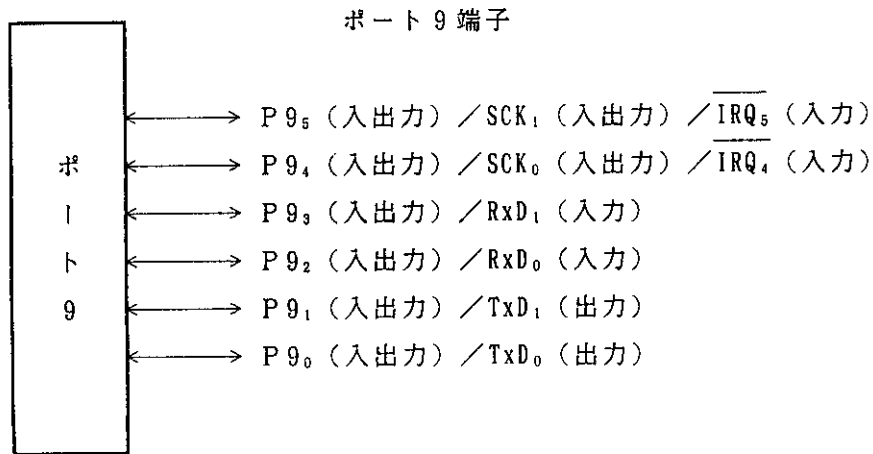 ポート9端子
P9₅（入出力）／SCK₁（入出力）／I̅R̅Q̅₅̅（入力）
P9₄（入出力）／SCK₀（入出力）／I̅R̅Q̅₄̅（入力）
P9₃（入出力）／RxD₁（入力）
P9₂（入出力）／RxD₀（入力）
P9₁（入出力）／TxD₁（出力）
P9₀（入出力）／TxD₀（出力）
ポート9